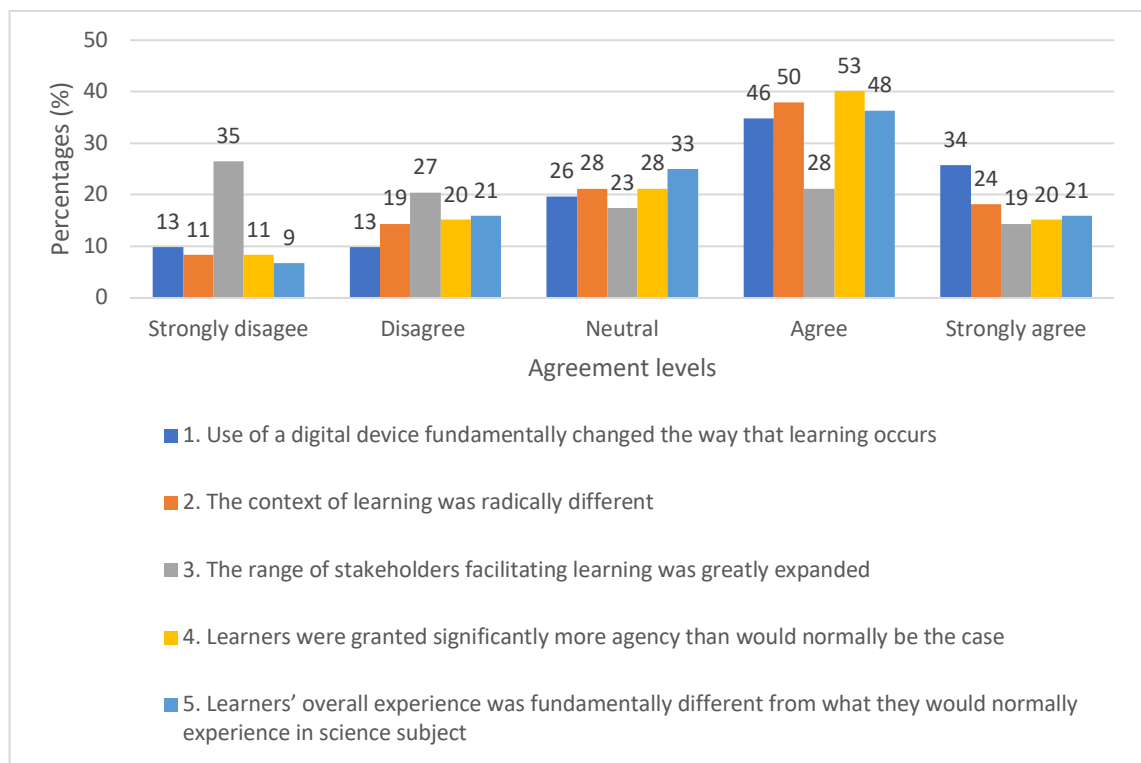 50
40
30
20
10
0
Percentages (%)
13 11 35 11 9
13 19 27 20 21
26 28 23 28 33
46 50 28 53 48
34 24 19 20 21
Strongly disagee Disagree Neutral Agree Strongly agree
Agreement levels
1. Use of a digital device fundamentally changed the way that learning occurs
2. The context of learning was radically different
3. The range of stakeholders facilitating learning was greatly expanded
4. Learners were granted significantly more agency than would normally be the case
5. Learners’ overall experience was fundamentally different from what they would normally
experience in science subject